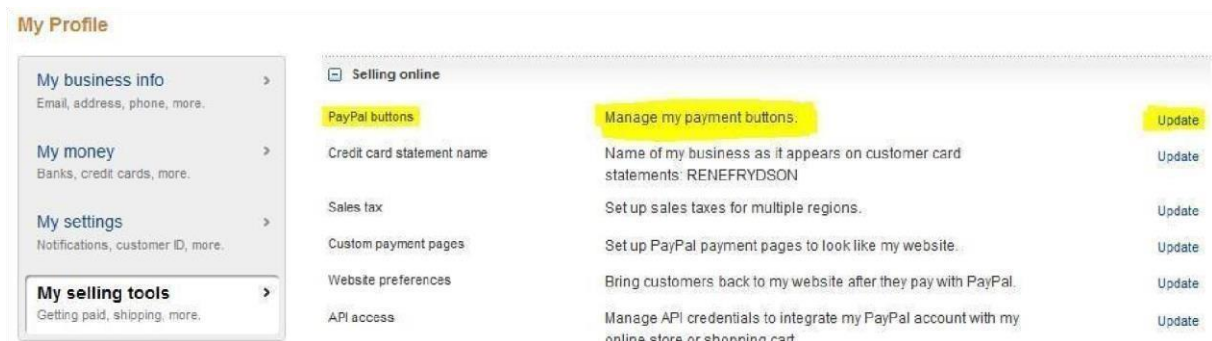 My Profile
My business info
Email, address, phone, more.
My money
Banks, credit cards, more.
My settings
Notifications, customer ID, more.
My selling tools
Getting paid, shipping, more.
Selling online
PayPal buttons Manage my payment buttons. Update
Credit card statement name Name of my business as it appears on customer card Update
statements: RENEFRYDSON
Sales tax Set up sales taxes for multiple regions. Update
Custom payment pages Set up PayPal payment pages to look like my website. Update
Website preferences Bring customers back to my website after they pay with PayPal. Update
API access Manage API credentials to integrate my PayPal account with my Update
online store or shopping cart